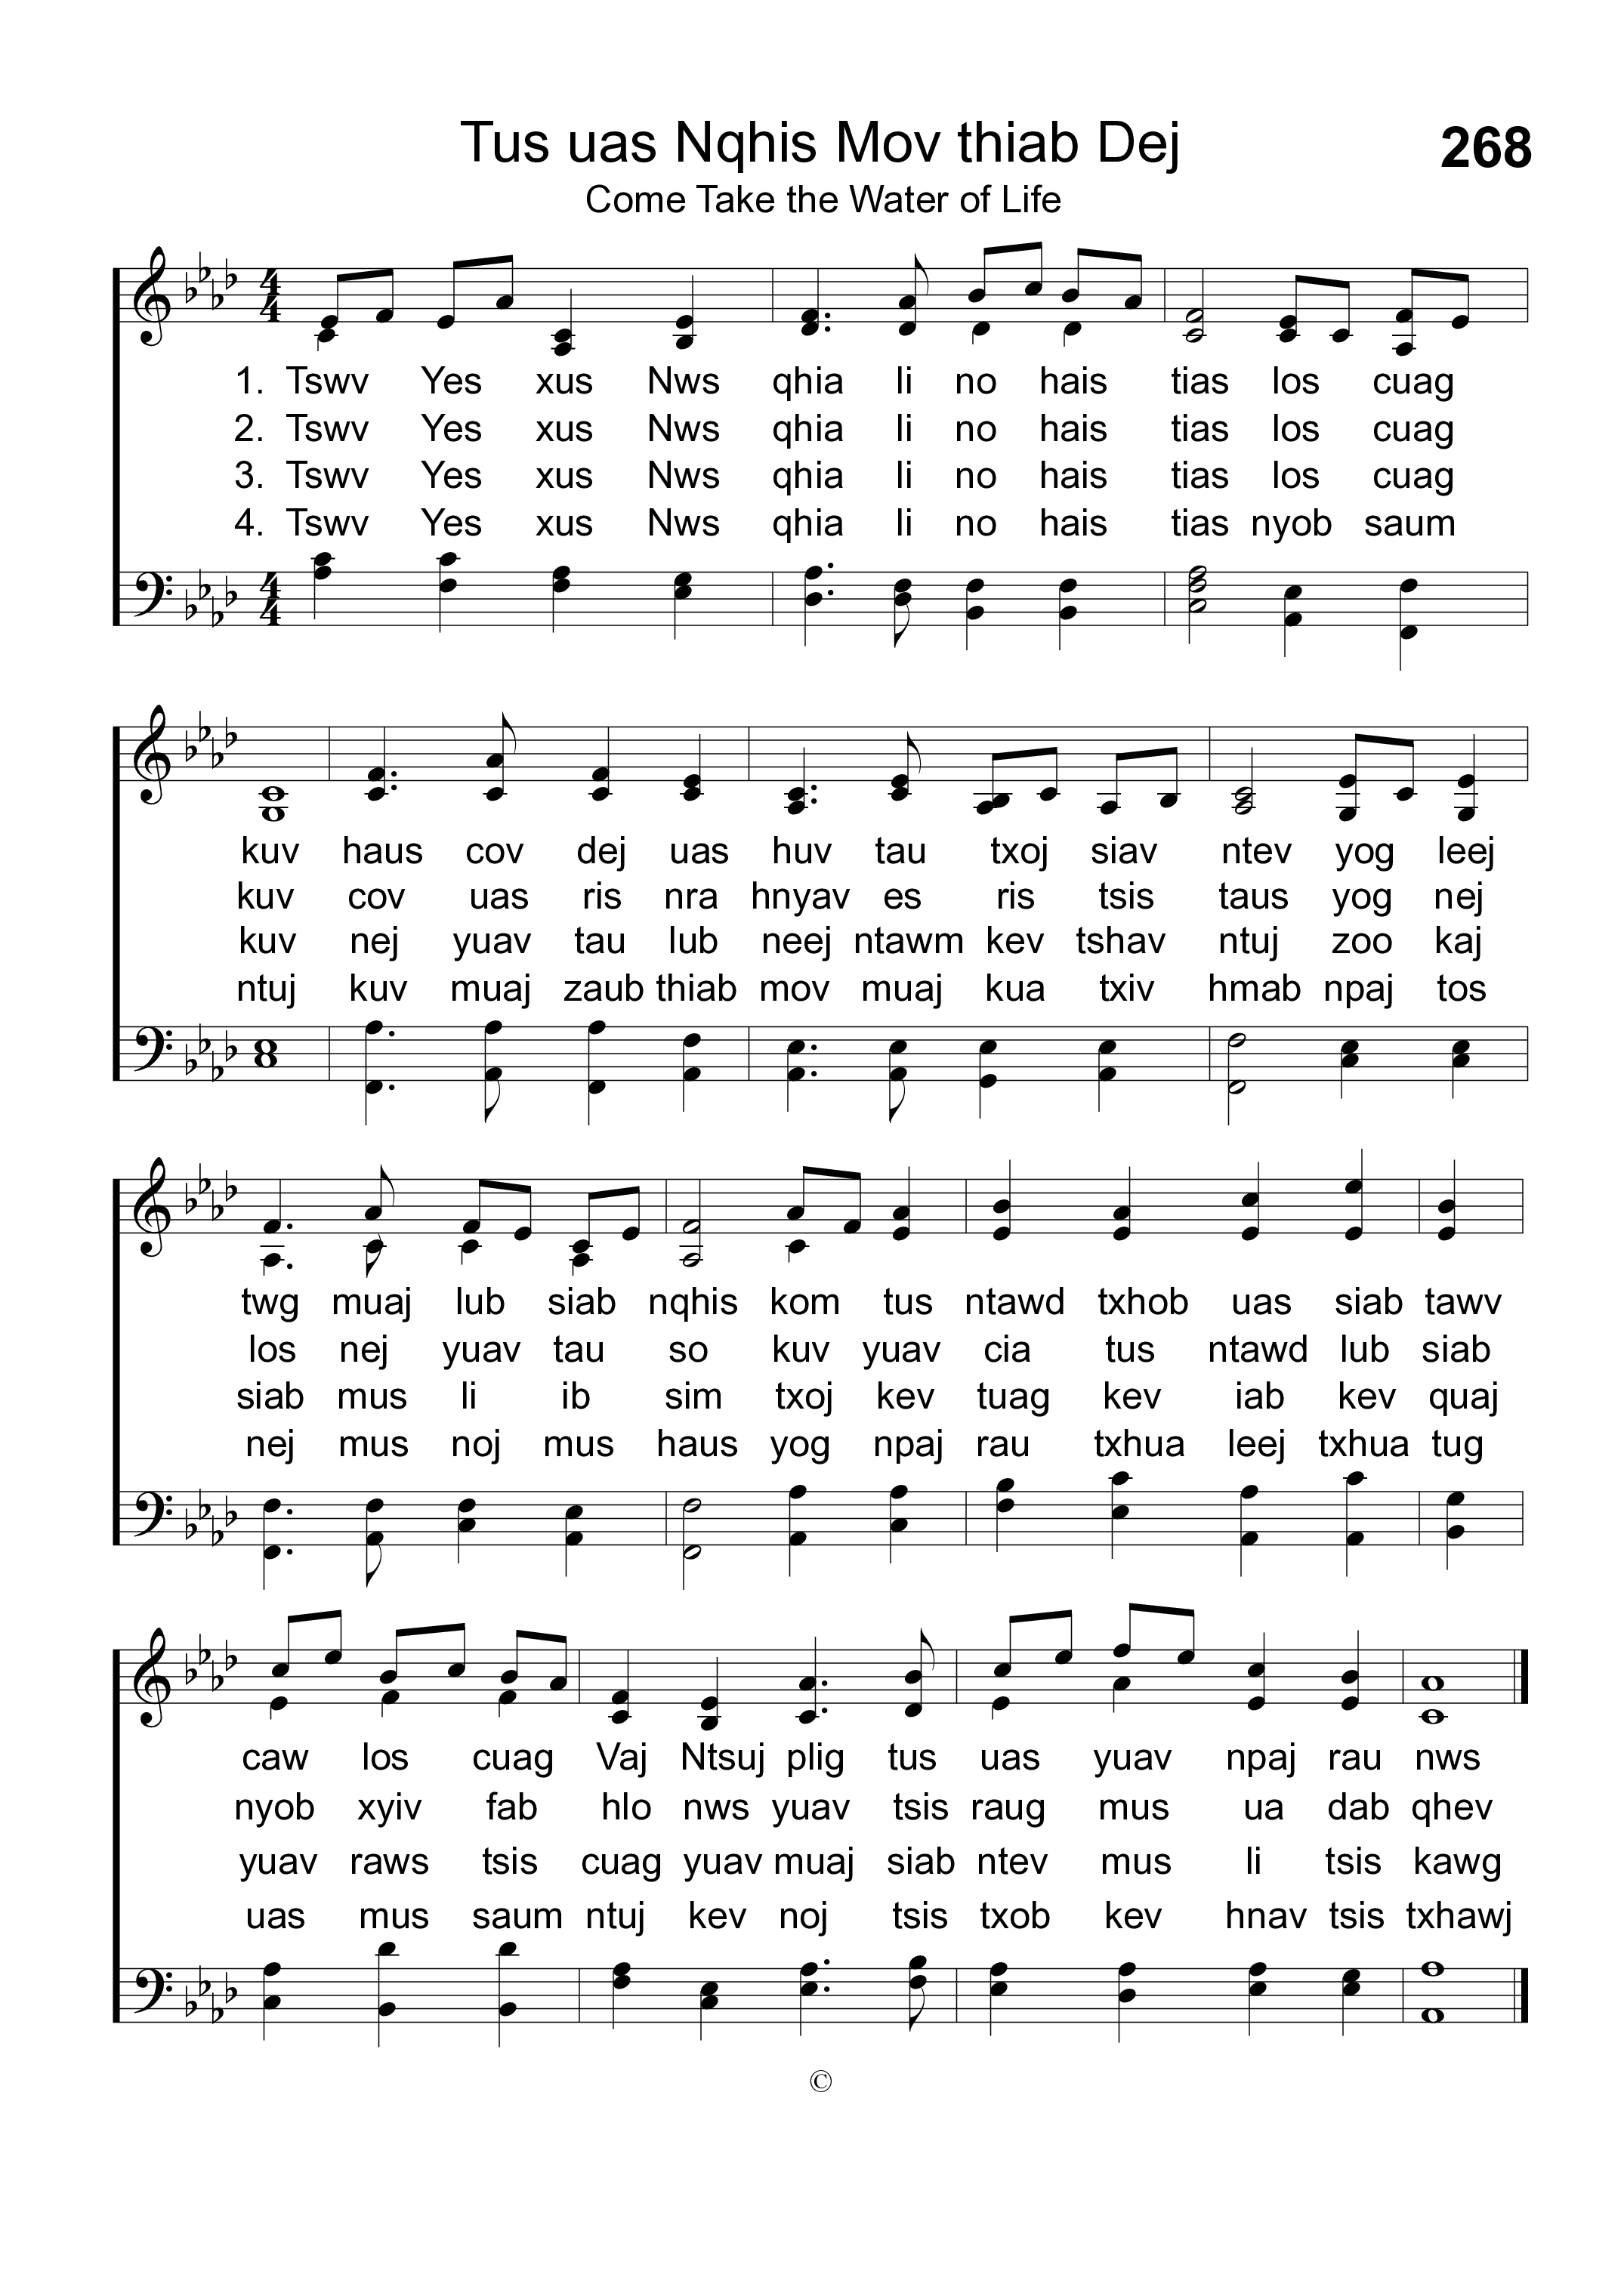 Tus uas Nqhis Mov thiab Dej
268
Come Take the Water of Life
1. Tswv Yes xus Nws qhia li no hais tias los cuag
2. Tswv Yes xus Nws qhia li no hais tias los cuag
3. Tswv Yes xus Nws qhia li no hais tias los cuag
4. Tswv Yes xus Nws qhia li no hais tias nyob saum
kuv haus cov dej uas huv tau txoj siav ntev yog leej
kuv cov uas ris nra hnyav es ris tsis taus yog nej
kuv nej yuav tau lub neej ntawm kev tshav ntuj zoo kaj
ntuj kuv muaj zaub thiab mov muaj kua txiv hmab npaj tos
twg muaj lub siab nqhis kom tus ntawd txhob uas siab tawv
los nej yuav tau so kuv yuav cia tus ntawd lub siab
siab mus li ib sim txoj kev tuag kev iab kev quaj
nej mus noj mus haus yog npaj rau txhua leej txhua tug
caw los cuag Vaj Ntsuj plig tus uas yuav npaj rau nws
nyob xyiv fab hlo nws yuav tsis raug mus ua dab qhev
yuav raws tsis cuag yuav muaj siab ntev mus li tsis kawg
uas mus saum ntuj kev noj tsis txob kev hnav tsis txhawj
©